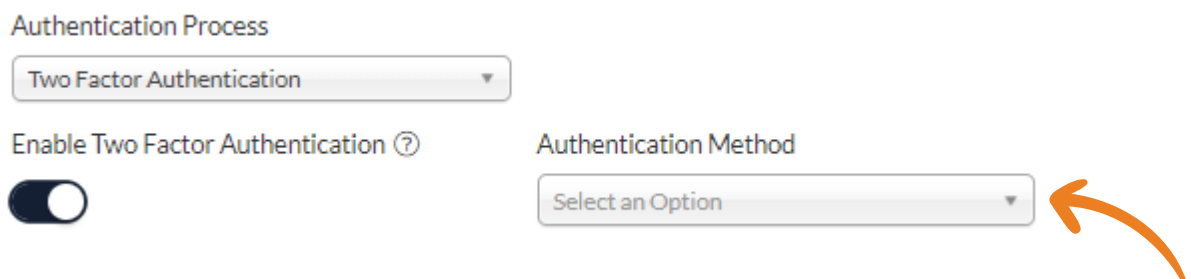 Authentication Process
Two Factor Authentication
Enable Two Factor Authentication ?
Authentication Method
Select an Option